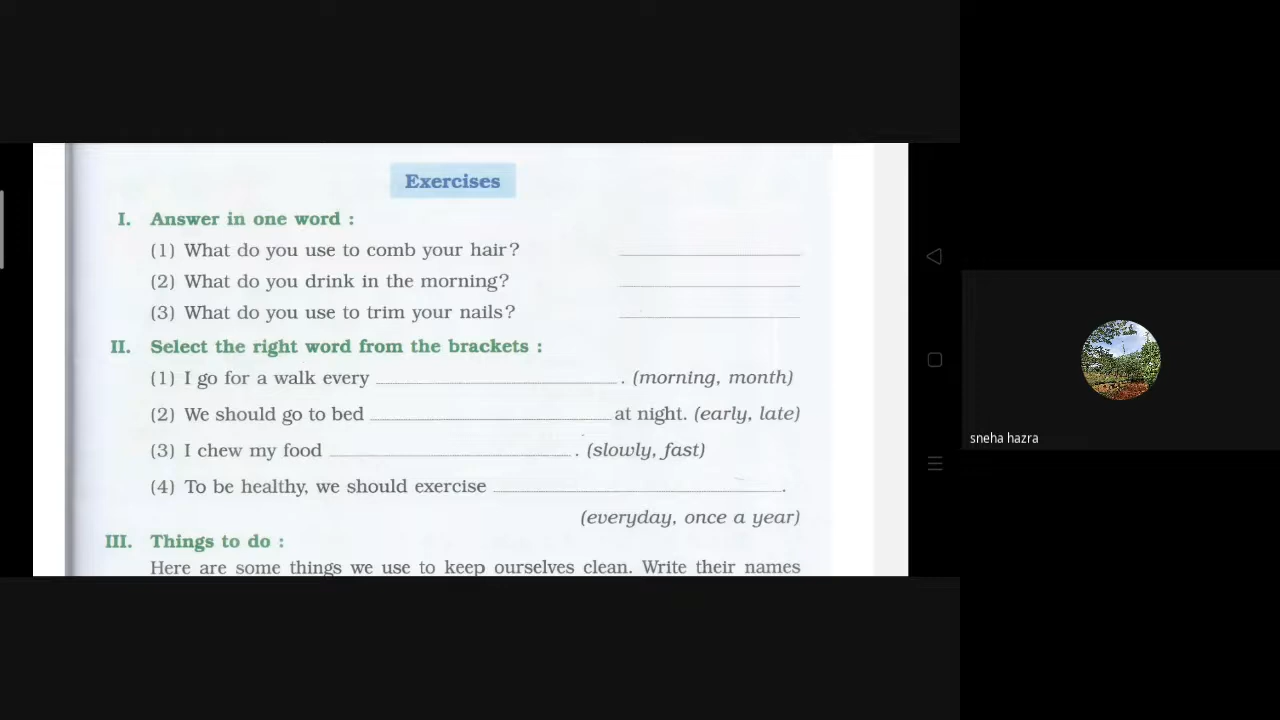 Exercises
I. Answer in one word :
(1) What do you use to comb your hair?
(2) What do you drink in the morning?
(3) What do you use to trim your nails?
II. Select the right word from the brackets :
(1) I go for a walk every . (morning, month)
(2) We should go to bed at night. (early, late)
(3) I chew my food . (slowly, fast)
(4) To be healthy, we should exercise .
(everyday, once a year)
III. Things to do :
Here are some things we use to keep ourselves clean. Write their names
sneha hazra